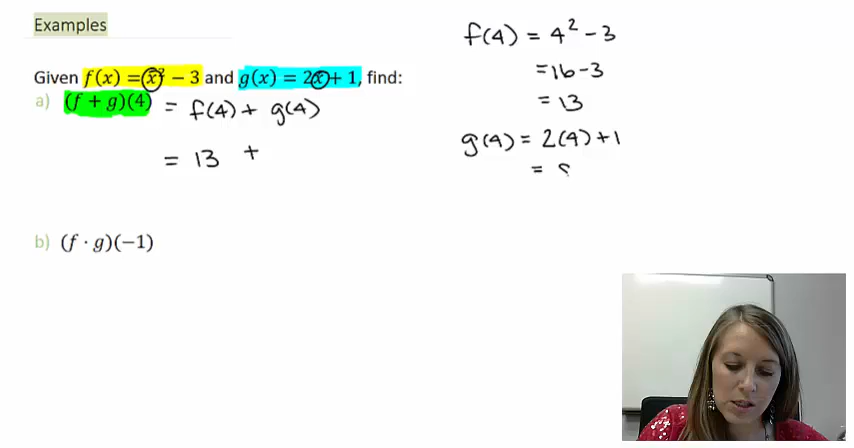 Examples
Given f(x) = x² − 3 and g(x) = 2x + 1, find:
a) (f + g)(4) = f(4) + g(4)
= 13 +
b) (f · g)(−1)
f(4) = 4² − 3
= 16 − 3
= 13
g(4) = 2(4) + 1
=